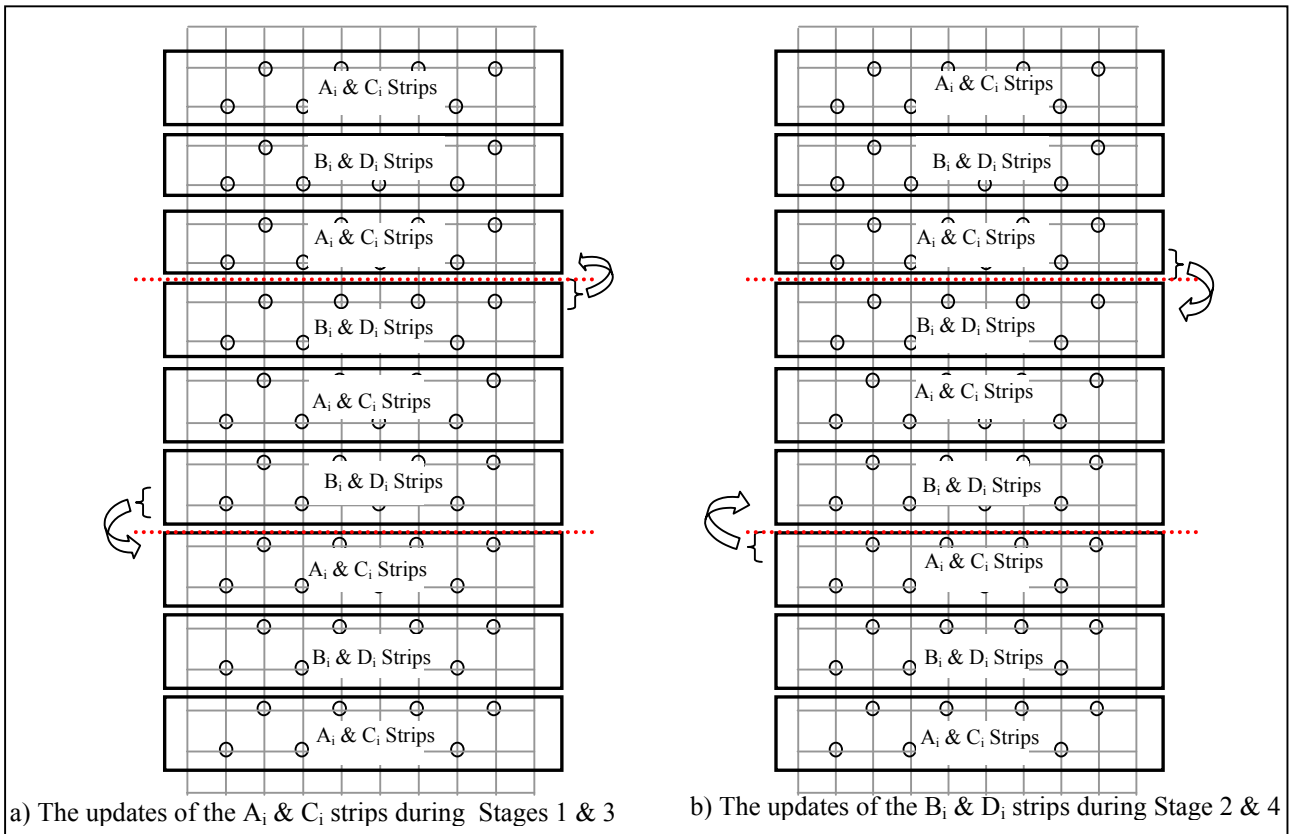 Aᵢ & Cᵢ Strips
Bᵢ & Dᵢ Strips
Aᵢ & Cᵢ Strips
Bᵢ & Dᵢ Strips
Aᵢ & Cᵢ Strips
Bᵢ & Dᵢ Strips
Aᵢ & Cᵢ Strips
Bᵢ & Dᵢ Strips
Aᵢ & Cᵢ Strips
a) The updates of the Aᵢ & Cᵢ strips during Stages 1 & 3
Aᵢ & Cᵢ Strips
Bᵢ & Dᵢ Strips
Aᵢ & Cᵢ Strips
Bᵢ & Dᵢ Strips
Aᵢ & Cᵢ Strips
Bᵢ & Dᵢ Strips
Aᵢ & Cᵢ Strips
Bᵢ & Dᵢ Strips
Aᵢ & Cᵢ Strips
b) The updates of the Bᵢ & Dᵢ strips during Stage 2 & 4